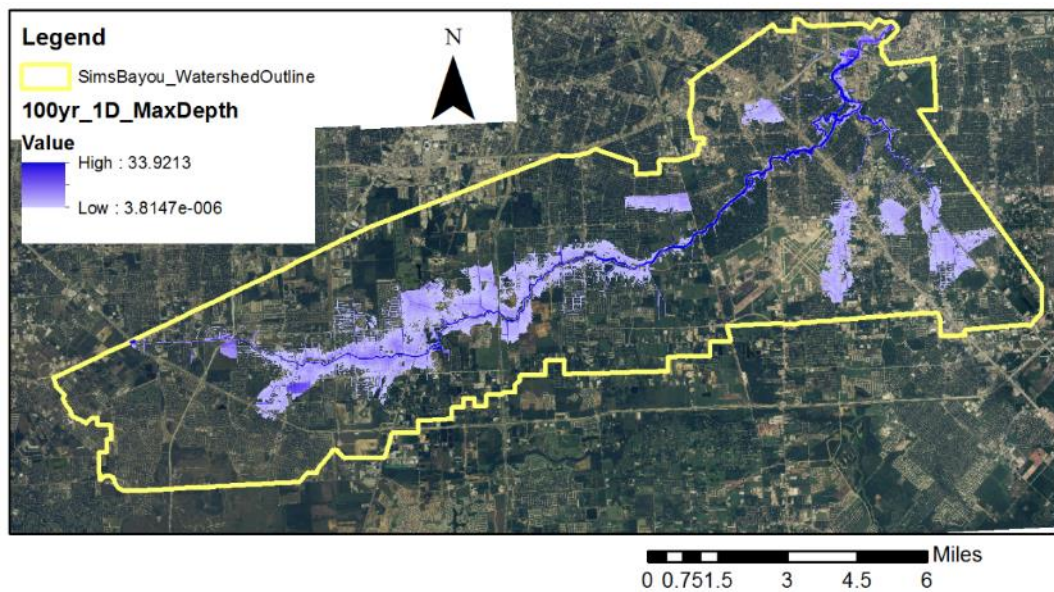 Legend
N
SimsBayou_WatershedOutline
100yr_1D_MaxDepth
Value
High : 33.9213
Low : 3.8147e-006
Miles
0 0.751.5 3 4.5 6